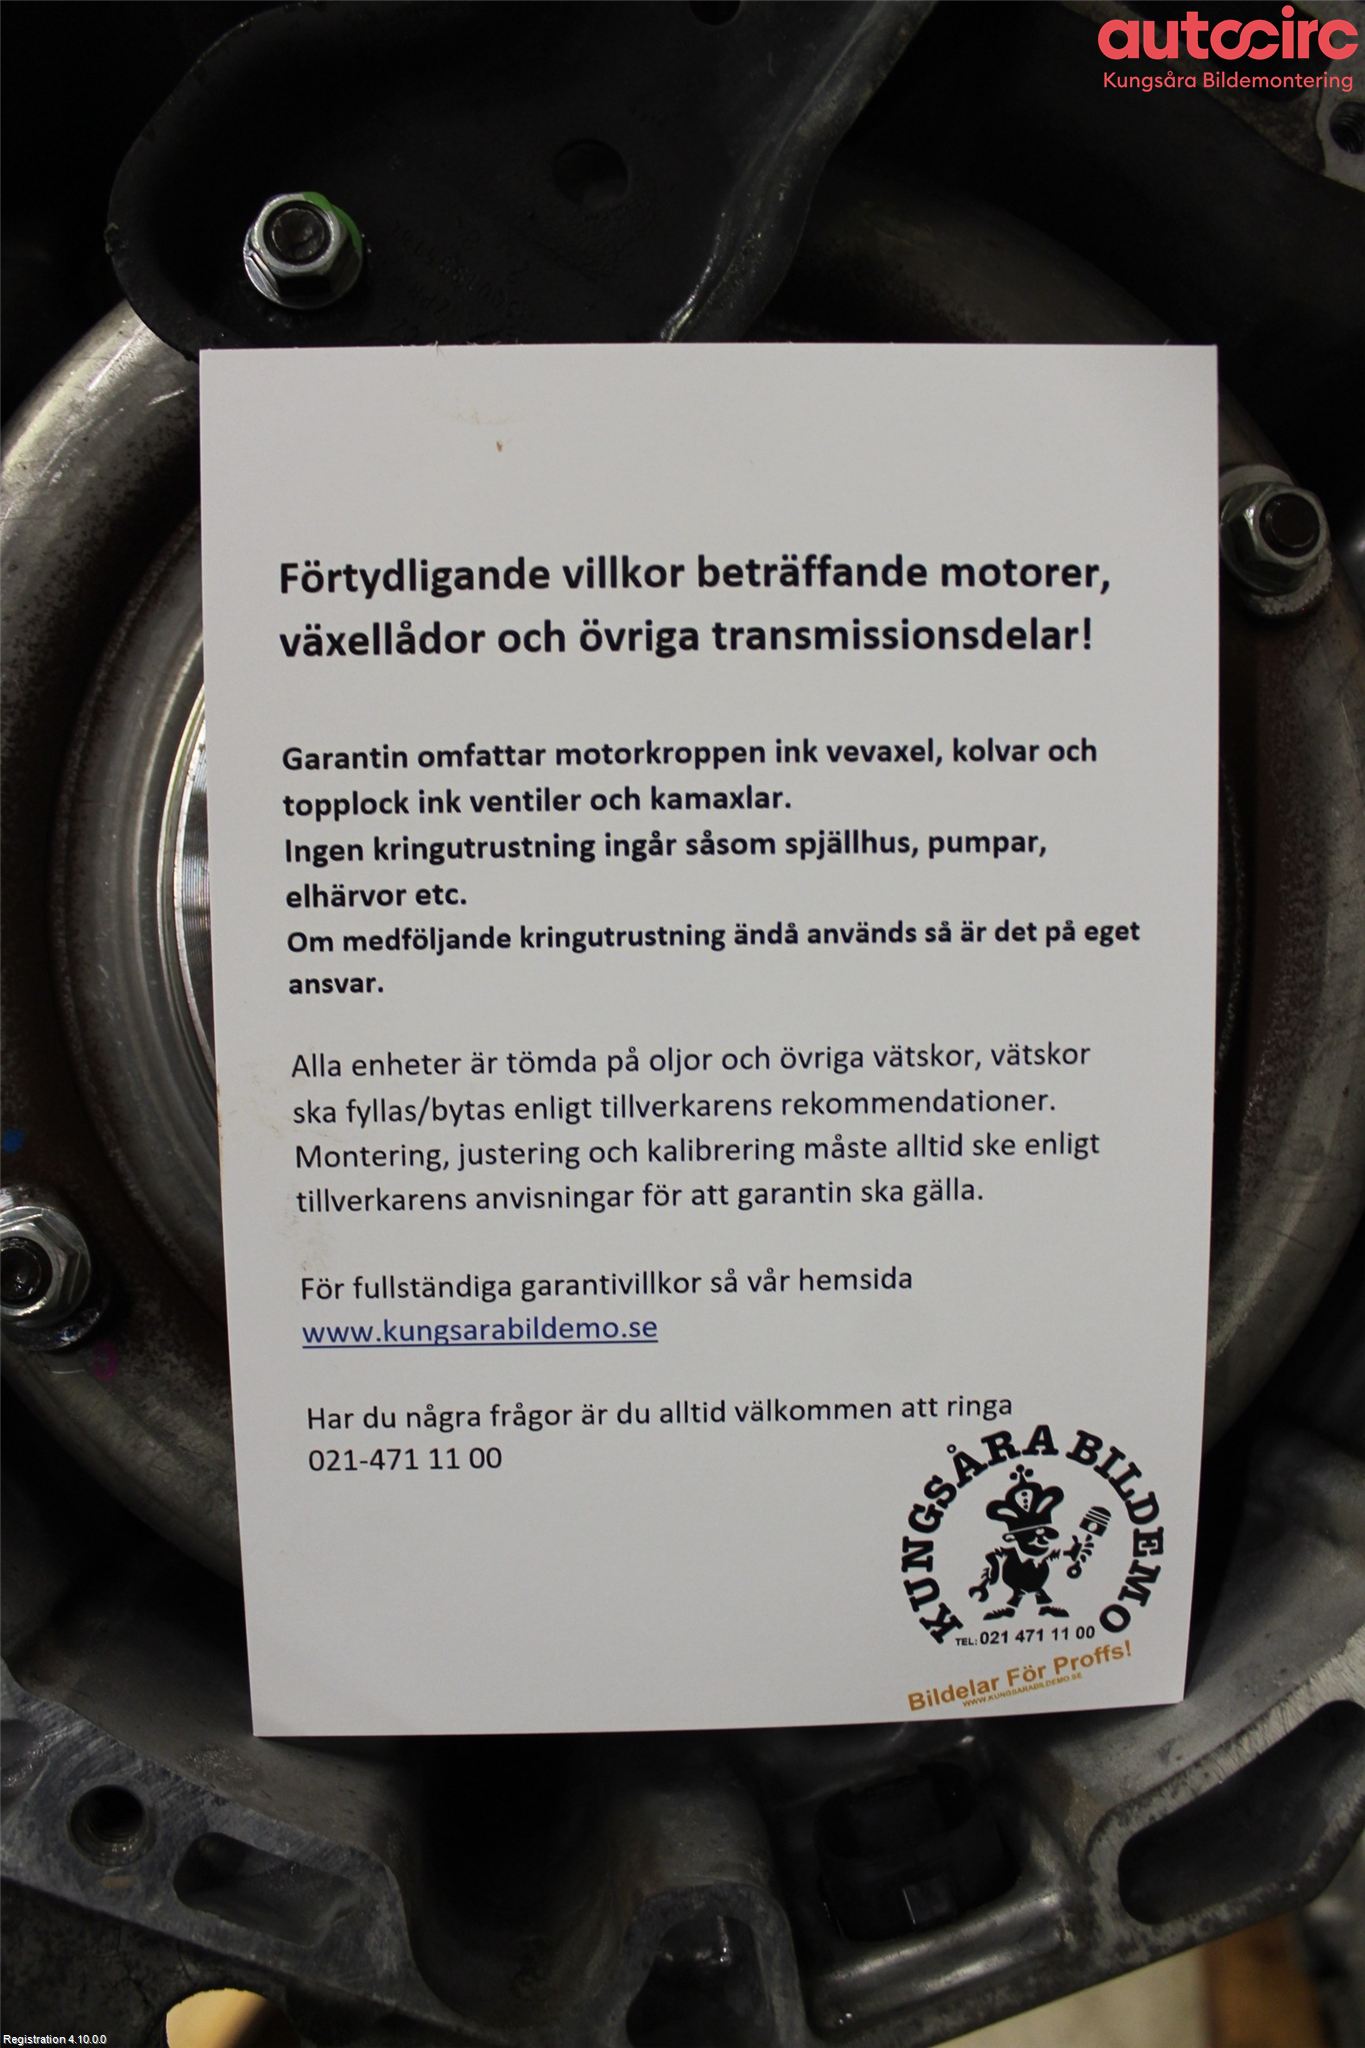 autocirc
Kungsåra Bildemontering
Förtydligande villkor beträffande motorer,
växellådor och övriga transmissionsdelar!
Garantin omfattar motorkroppen ink vevaxel, kolvar och
topplock ink ventiler och kamaxlar.
Ingen kringutrustning ingår såsom spjällhus, pumpar,
elhärvor etc.
Om medföljande kringutrustning ändå används så är det på eget
ansvar.
Alla enheter är tömda på oljor och övriga vätskor, vätskor
ska fyllas/bytas enligt tillverkarens rekommendationer.
Montering, justering och kalibrering måste alltid ske enligt
tillverkarens anvisningar för att garantin ska gälla.
För fullständiga garantivillkor så vår hemsida
www.kungsarabildemo.se
Har du några frågor är du alltid välkommen att ringa
021-471 11 00
KUNGSÅRA BILDEMO
TEL: 021 471 11 00
Bildelar För Proffs!
WWW.KUNGSARABILDEMO.SE
Registration 4.10.0.0